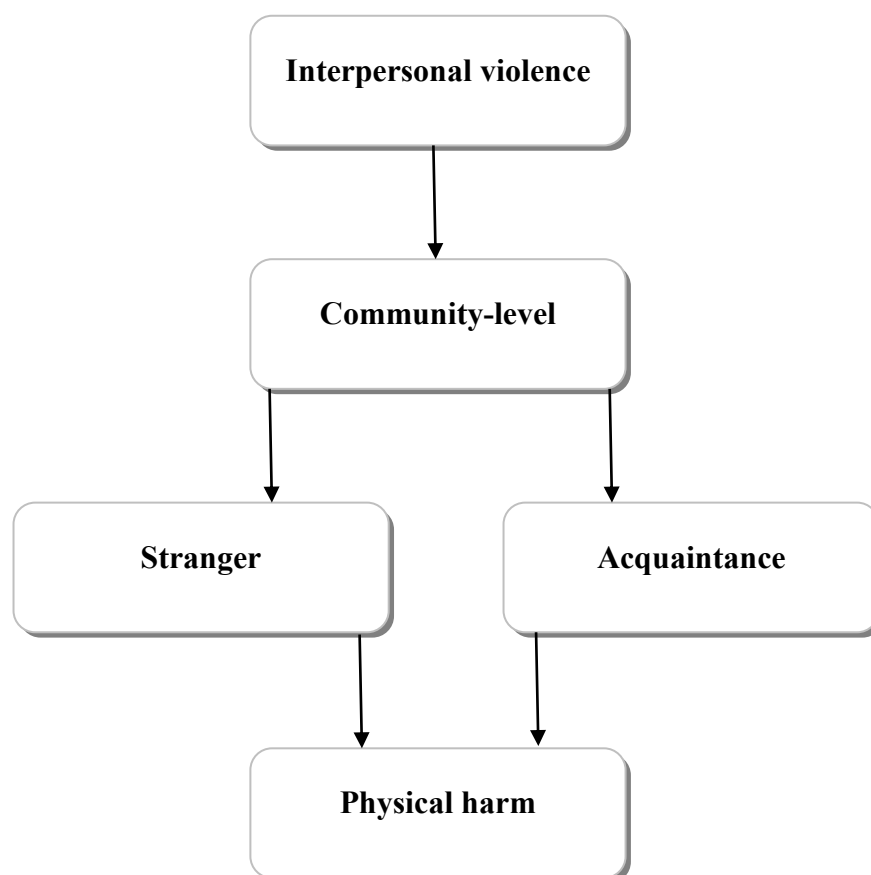 Interpersonal violence
Community-level
Stranger
Acquaintance
Physical harm